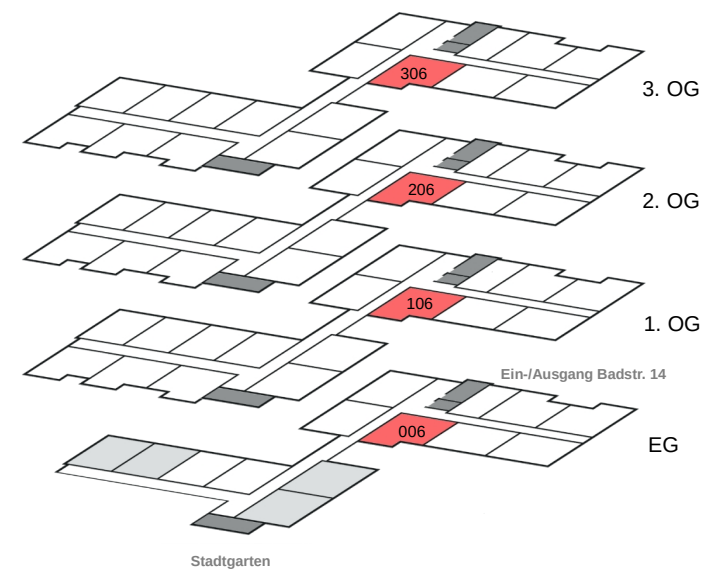 306
3. OG
206
2. OG
106
1. OG
Ein-/Ausgang Badstr. 14
006
EG
Stadtgarten